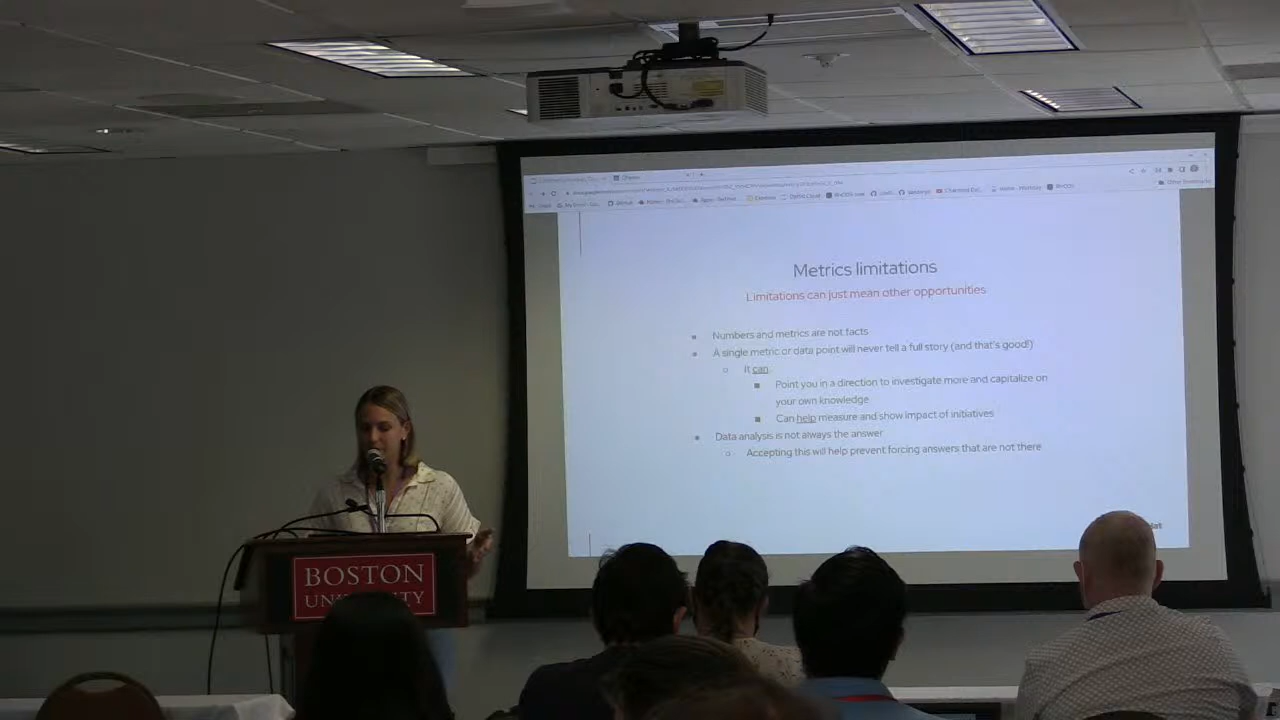 Other Bookmarks
Metrics limitations
Limitations can just mean other opportunities
Numbers and metrics are not facts
A single metric or data point will never tell a full story (and that's good!)
It can
Point you in a direction to investigate more and capitalize on
your own knowledge
Can help measure and show impact of initiatives
Data analysis is not always the answer
Accepting this will help prevent forcing answers that are not there
BOSTON
UNIVERSITY